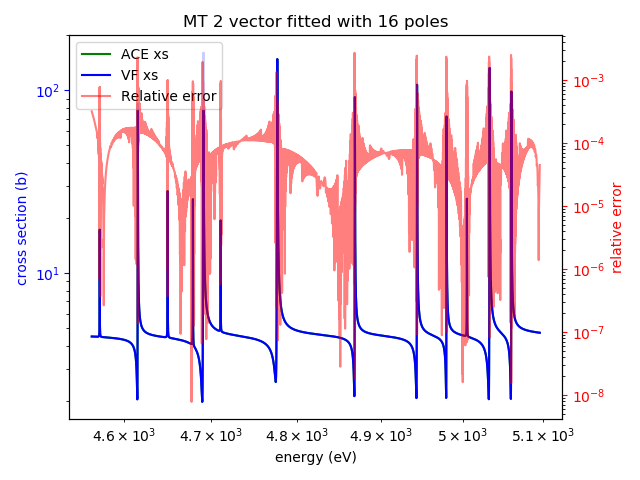 MT 2 vector fitted with 16 poles
ACE xs
VF xs
Relative error
cross section (b)
10²
10¹
relative error
10⁻³
10⁻⁴
10⁻⁵
10⁻⁶
10⁻⁷
10⁻⁸
4.6 × 10³ 4.7 × 10³ 4.8 × 10³ 4.9 × 10³ 5 × 10³ 5.1 × 10³
energy (eV)